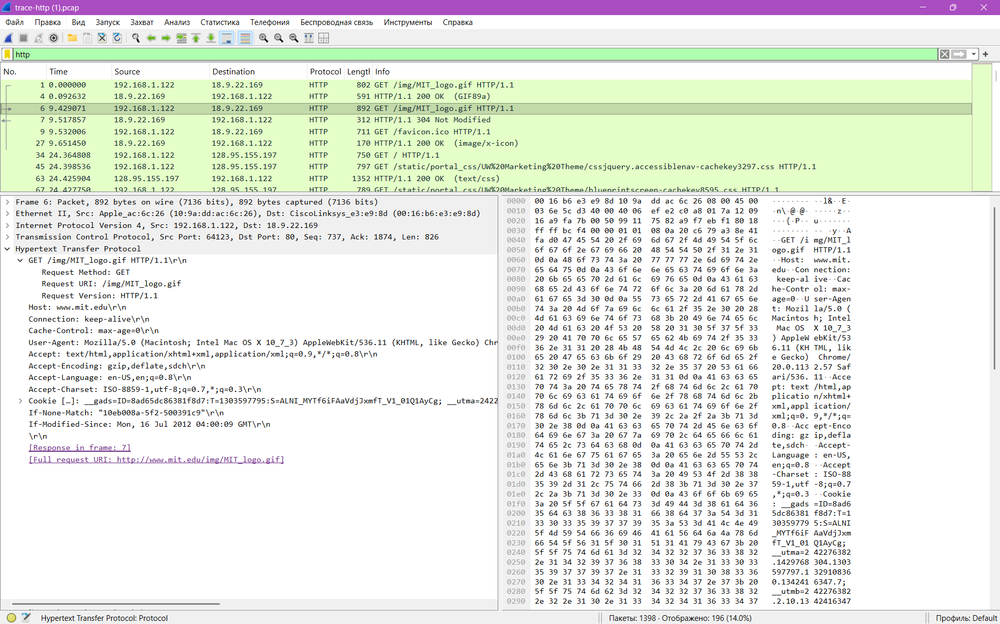 trace-http (1).pcap
Файл Правка Вид Запуск Захват Анализ Статистика Телефония Беспроводная связь Инструменты Справка
http
No. Time Source Destination Protocol Length Info
1 0.000000 192.168.1.122 18.9.22.169 HTTP 802 GET /img/MIT_logo.gif HTTP/1.1
4 0.092632 18.9.22.169 192.168.1.122 HTTP 591 HTTP/1.1 200 OK (GIF89a)
6 9.429071 192.168.1.122 18.9.22.169 HTTP 892 GET /img/MIT_logo.gif HTTP/1.1
7 9.517857 18.9.22.169 192.168.1.122 HTTP 312 HTTP/1.1 304 Not Modified
9 9.532006 192.168.1.122 18.9.22.169 HTTP 711 GET /favicon.ico HTTP/1.1
27 9.651450 18.9.22.169 192.168.1.122 HTTP 170 HTTP/1.1 200 OK (image/x-icon)
34 24.364808 192.168.1.122 128.95.155.197 HTTP 750 GET / HTTP/1.1
45 24.398536 192.168.1.122 128.95.155.197 HTTP 797 GET /static/portal_css/UW%20Marketing%20Theme/cssjquery.accessiblenav-cachekey3297.css HTTP/1.1
63 24.425904 128.95.155.197 192.168.1.122 HTTP 1352 HTTP/1.1 200 OK (text/css)
67 24.427750 192.168.1.122 128.95.155.197 HTTP 789 GET /static/portal_css/UW%20Marketing%20Theme/blueprintscreen-cachekey8595.css HTTP/1.1
Frame 6: Packet, 892 bytes on wire (7136 bits), 892 bytes captured (7136 bits)
Ethernet II, Src: Apple_ac:6c:26 (10:9a:dd:ac:6c:26), Dst: CiscoLinksys_e3:e9:8d (00:16:b6:e3:e9:8d)
Internet Protocol Version 4, Src: 192.168.1.122, Dst: 18.9.22.169
Transmission Control Protocol, Src Port: 64123, Dst Port: 80, Seq: 737, Ack: 1874, Len: 826
Hypertext Transfer Protocol
GET /img/MIT_logo.gif HTTP/1.1\r\n
Request Method: GET
Request URI: /img/MIT_logo.gif
Request Version: HTTP/1.1
Host: www.mit.edu\r\n
Connection: keep-alive\r\n
Cache-Control: max-age=0\r\n
User-Agent: Mozilla/5.0 (Macintosh; Intel Mac OS X 10_7_3) AppleWebKit/536.11 (KHTML, like Gecko) Chr
Accept: text/html,application/xhtml+xml,application/xml;q=0.9,*/*;q=0.8\r\n
Accept-Encoding: gzip,deflate,sdch\r\n
Accept-Language: en-US,en;q=0.8\r\n
Accept-Charset: ISO-8859-1,utf-8;q=0.7,*;q=0.3\r\n
Cookie […]: __gads=ID=8ad65dc86381f8d7:T=1303597795:S=ALNI_MYTf6iFAaVdjJxmfT_V1_01Q1AyCg; __utma=2422
If-None-Match: "10eb008a-5f2-500391c9"\r\n
If-Modified-Since: Mon, 16 Jul 2012 04:00:09 GMT\r\n
\r\n
[Response in frame: 7]
[Full request URI: http://www.mit.edu/img/MIT_logo.gif]
0000 00 16 b6 e3 e9 8d 10 9a dd ac 6c 26 08 00 45 00 ········ ··l&··E·
0010 03 6e 5c d3 40 00 40 06 ef e2 c0 a8 01 7a 12 09 ·n\·@·@· ·····z··
0020 16 a9 fa 7b 00 50 99 11 75 82 a9 f7 eb f1 80 18 ···{·P·· u·······
0030 ff ff bc f4 00 00 01 01 08 0a 20 c6 79 a3 8e 41 ········ ·· ·y··A
0040 fa d0 47 45 54 20 2f 69 6d 67 2f 4d 49 54 5f 6c ··GET /i mg/MIT_l
0050 6f 67 6f 2e 67 69 66 20 48 54 54 50 2f 31 2e 31 ogo.gif HTTP/1.1
0060 0d 0a 48 6f 73 74 3a 20 77 77 77 2e 6d 69 74 2e ··Host: www.mit.
0070 65 64 75 0d 0a 43 6f 6e 6e 65 63 74 69 6f 6e 3a edu··Con nection:
0080 20 6b 65 65 70 2d 61 6c 69 76 65 0d 0a 43 61 63 keep-al ive··Cac
0090 68 65 2d 43 6f 6e 74 72 6f 6c 3a 20 6d 61 78 2d he-Contr ol: max-
00a0 61 67 65 3d 30 0d 0a 55 73 65 72 2d 41 67 65 6e age=0··U ser-Agen
00b0 74 3a 20 4d 6f 7a 69 6c 6c 61 2f 35 2e 30 20 28 t: Mozil la/5.0 (
00c0 4d 61 63 69 6e 74 6f 73 68 3b 20 49 6e 74 65 6c Macintos h; Intel
00d0 20 4d 61 63 20 4f 53 20 58 20 31 30 5f 37 5f 33 Mac OS X 10_7_3
00e0 29 20 41 70 70 6c 65 57 65 62 4b 69 74 2f 35 33 ) AppleW ebKit/53
00f0 36 2e 31 31 20 28 4b 48 54 4d 4c 2c 20 6c 69 6b 6.11 (KH TML, lik
0100 65 20 47 65 63 6b 6f 29 20 43 68 72 6f 6d 65 2f e Gecko) Chrome/
0110 32 30 2e 30 2e 31 31 33 32 2e 35 37 20 53 61 66 20.0.113 2.57 Saf
0120 61 72 69 2f 35 33 36 2e 31 31 0d 0a 41 63 63 65 ari/536. 11··Acce
0130 70 74 3a 20 74 65 78 74 2f 68 74 6d 6c 2c 61 70 pt: text /html,ap
0140 70 6c 69 63 61 74 69 6f 6e 2f 78 68 74 6d 6c 2b plicatio n/xhtml+
0150 78 6d 6c 2c 61 70 70 6c 69 63 61 74 69 6f 6e 2f xml,appl ication/
0160 78 6d 6c 3b 71 3d 30 2e 39 2c 2a 2f 2a 3b 71 3d xml;q=0. 9,*/*;q=
0170 30 2e 38 0d 0a 41 63 63 65 70 74 2d 45 6e 63 6f 0.8··Acc ept-Enco
0180 64 69 6e 67 3a 20 67 7a 69 70 2c 64 65 66 6c 61 ding: gz ip,defla
0190 74 65 2c 73 64 63 68 0d 0a 41 63 63 65 70 74 2d te,sdch· ·Accept-
01a0 4c 61 6e 67 75 61 67 65 3a 20 65 6e 2d 55 53 2c Language : en-US,
01b0 65 6e 3b 71 3d 30 2e 38 0d 0a 41 63 63 65 70 74 en;q=0.8 ··Accept
01c0 2d 43 68 61 72 73 65 74 3a 20 49 53 4f 2d 38 38 -Charset : ISO-88
01d0 35 39 2d 31 2c 75 74 66 2d 38 3b 71 3d 30 2e 37 59-1,utf -8;q=0.7
01e0 2c 2a 3b 71 3d 30 2e 33 0d 0a 43 6f 6f 6b 69 65 ,*;q=0.3 ··Cookie
01f0 3a 20 5f 5f 67 61 64 73 3d 49 44 3d 38 61 64 36 : __gads =ID=8ad6
0200 35 64 63 38 36 33 38 31 66 38 64 37 3a 54 3d 31 5dc86381 f8d7:T=1
0210 33 30 33 35 39 37 37 39 35 3a 53 3d 41 4c 4e 49 30359779 5:S=ALNI
0220 5f 4d 59 54 66 36 69 46 41 61 56 64 6a 4a 78 6d _MYTf6iF AaVdjJxm
0230 66 54 5f 56 31 5f 30 31 51 31 41 79 43 67 3b 20 fT_V1_01 Q1AyCg;
0240 5f 5f 75 74 6d 61 3d 32 34 32 32 37 36 33 38 32 __utma=2 42276382
0250 2e 31 34 32 39 37 36 38 33 30 34 2e 31 33 30 33 .1429768 304.1303
0260 35 39 37 37 39 37 2e 31 33 32 39 31 30 38 33 36 597797.1 32910836
0270 30 2e 31 33 34 32 34 31 36 33 34 37 2e 37 3b 20 0.134241 6347.7;
0280 5f 5f 75 74 6d 62 3d 32 34 32 32 37 36 33 38 32 __utmb=2 42276382
0290 2e 32 2e 31 30 2e 31 33 34 32 34 31 36 33 34 37 .2.10.13 42416347
Hypertext Transfer Protocol: Protocol
Пакеты: 1398 · Отображено: 196 (14.0%)
Профиль: Default